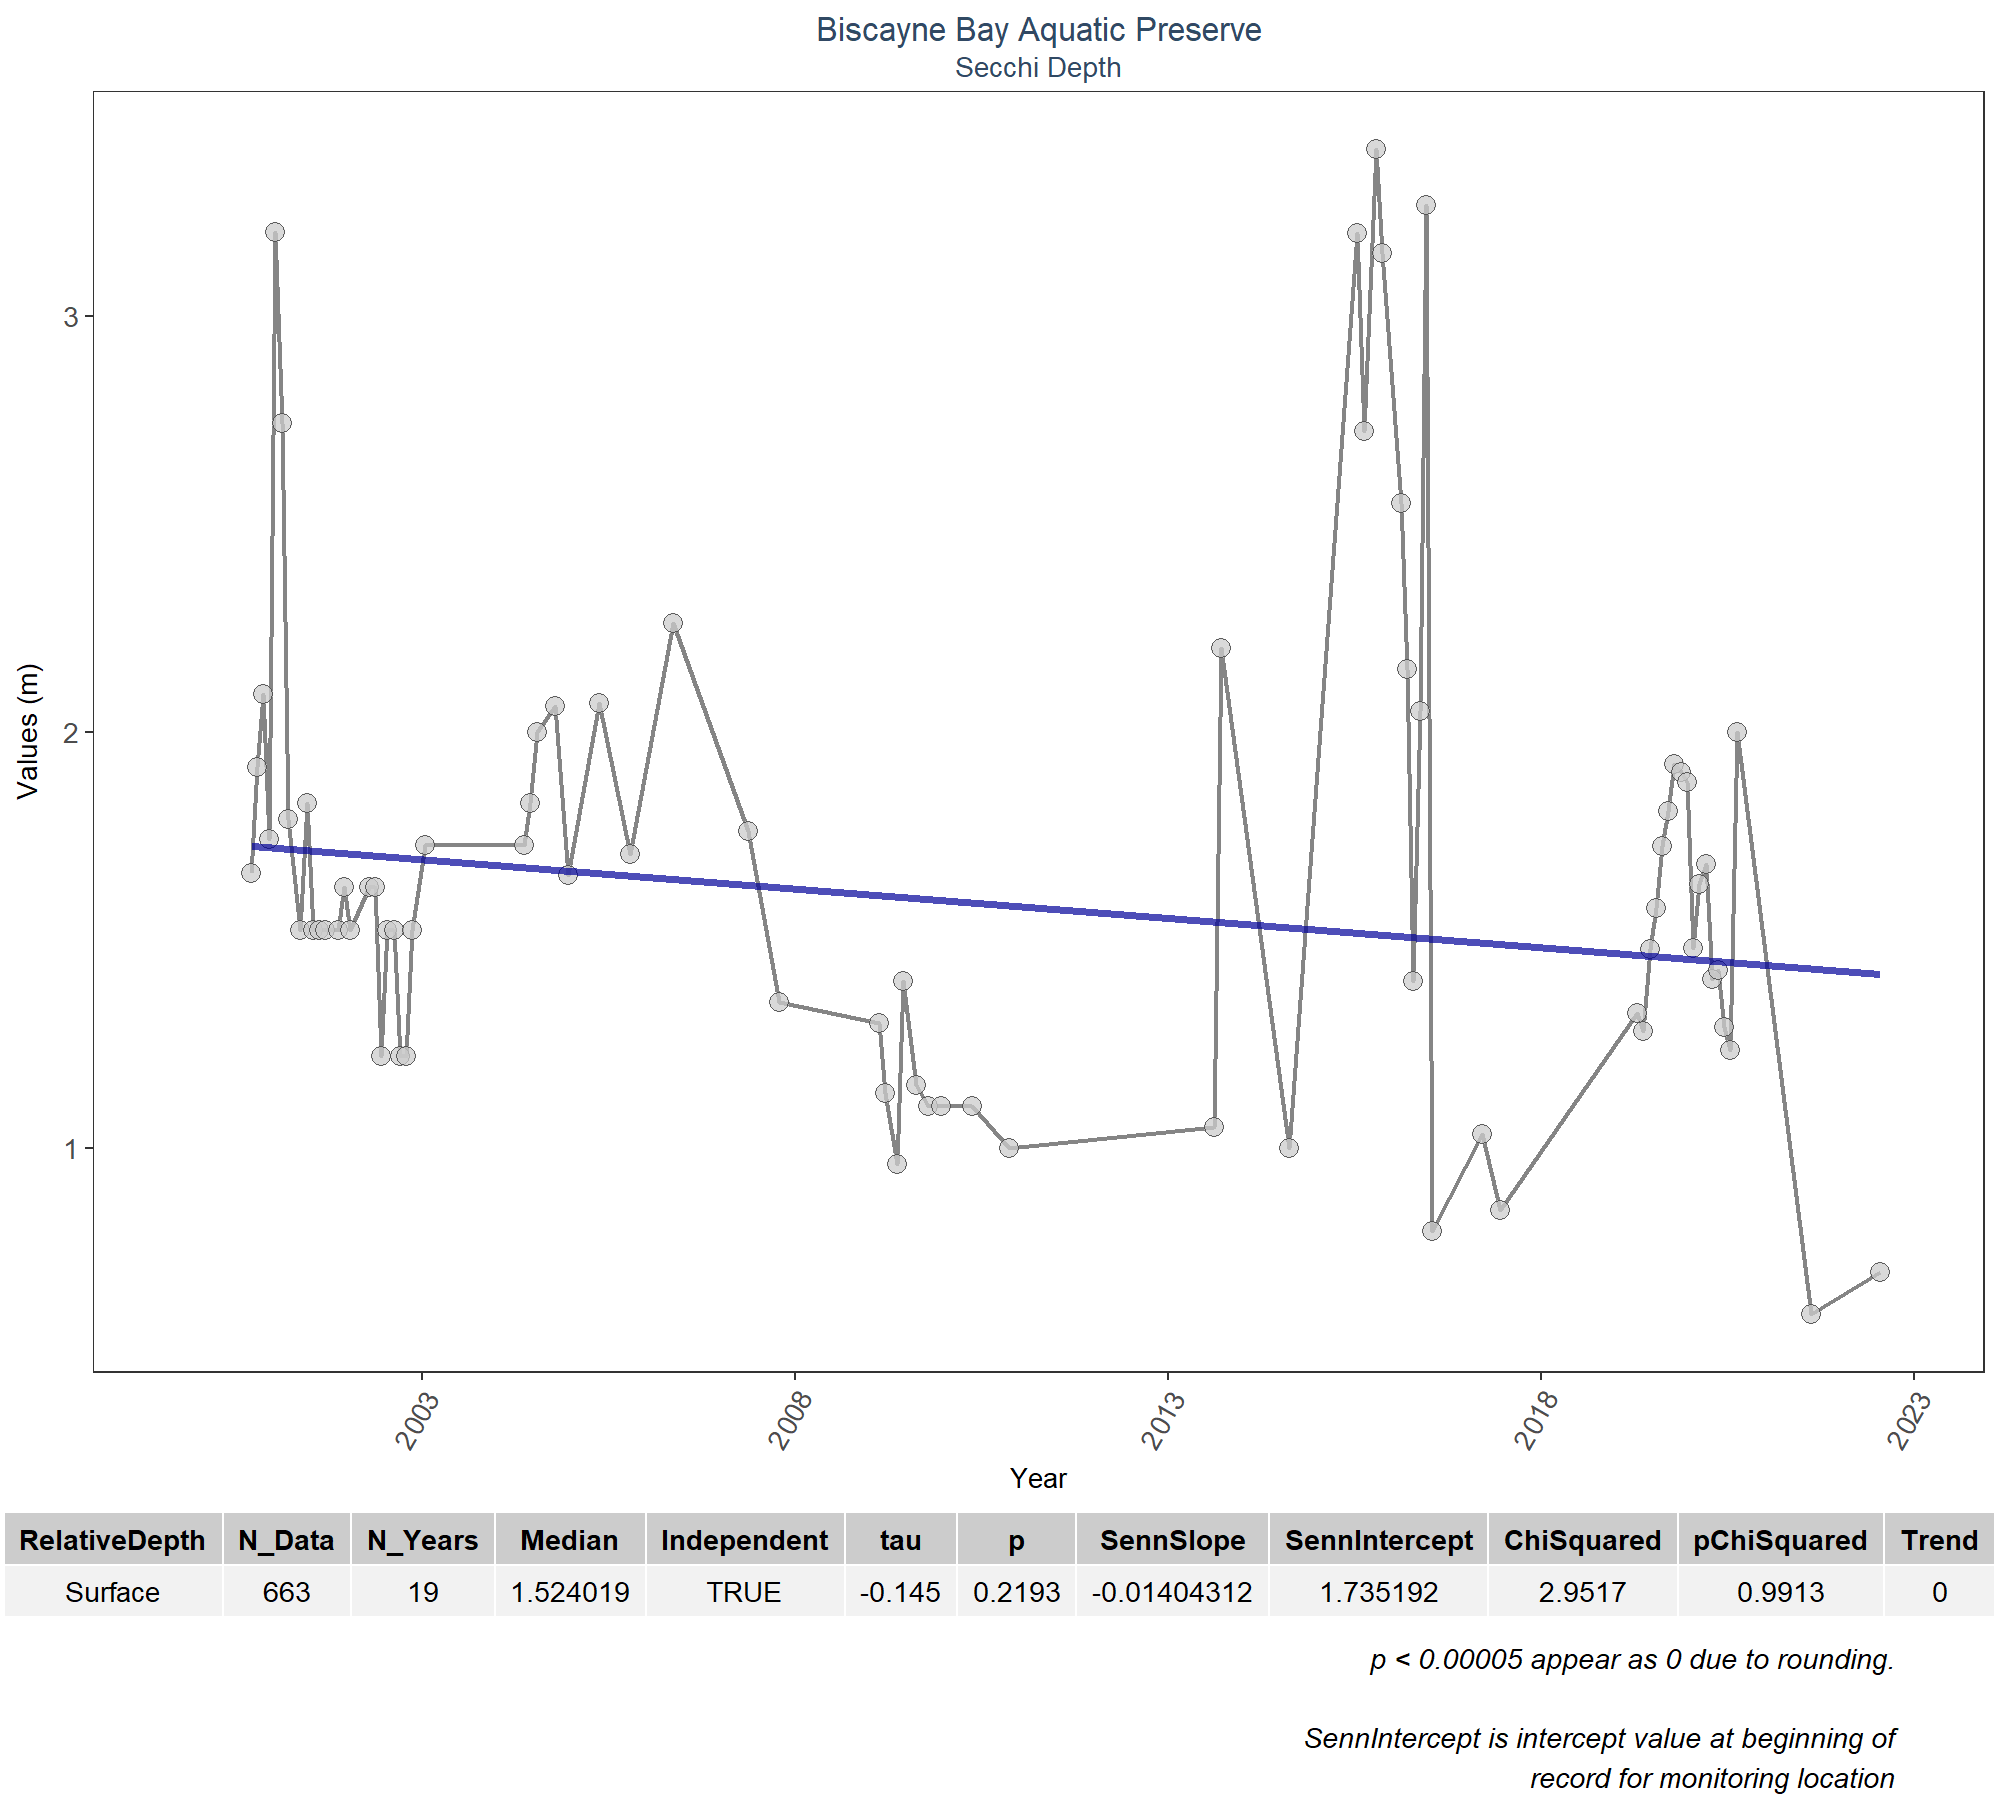 Biscayne Bay Aquatic Preserve
Secchi Depth
Values (m)
3
2
1
2003 2008 2013 2018 2023
Year
RelativeDepth N_Data N_Years Median Independent tau p SennSlope SennIntercept ChiSquared pChiSquared Trend
Surface 663 19 1.524019 TRUE -0.145 0.2193 -0.01404312 1.735192 2.9517 0.9913 0
p < 0.00005 appear as 0 due to rounding.
SennIntercept is intercept value at beginning of
record for monitoring location